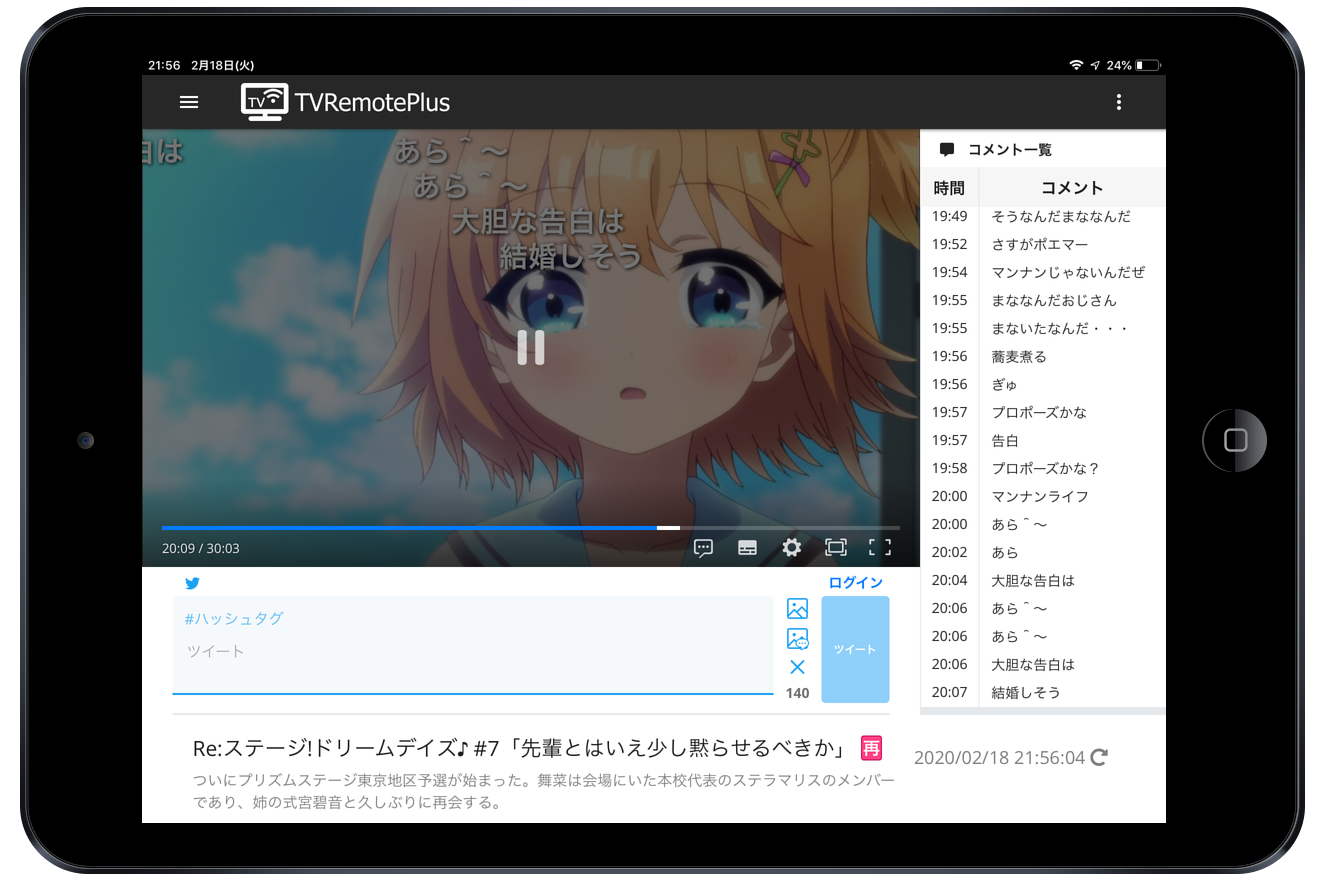 21:56 2月18日(火)
24%
TV
TVRemotePlus
白は
あら＾～
あら＾～
大胆な告白は
結婚しそう
20:09 / 30:03
コメント一覧
時間 コメント
19:49 そうなんだまななんだ
19:52 さすがポエマー
19:54 マンナンじゃないんだぜ
19:55 まななんだおじさん
19:55 まないたなんだ・・・
19:56 蕎麦煮る
19:56 ぎゅ
19:57 プロポーズかな
19:57 告白
19:58 プロポーズかな？
20:00 マンナンライフ
20:00 あら＾～
20:02 あら
20:04 大胆な告白は
20:06 あら＾～
20:06 あら＾～
20:06 大胆な告白は
20:07 結婚しそう
ログイン
#ハッシュタグ
ツイート
ツイート
140
Re:ステージ!ドリームデイズ♪ #7「先輩とはいえ少し黙らせるべきか」 再
ついにプリズムステージ東京地区予選が始まった。舞菜は会場にいた本校代表のステラマリスのメンバー
であり、姉の式宮碧音と久しぶりに再会する。
2020/02/18 21:56:04